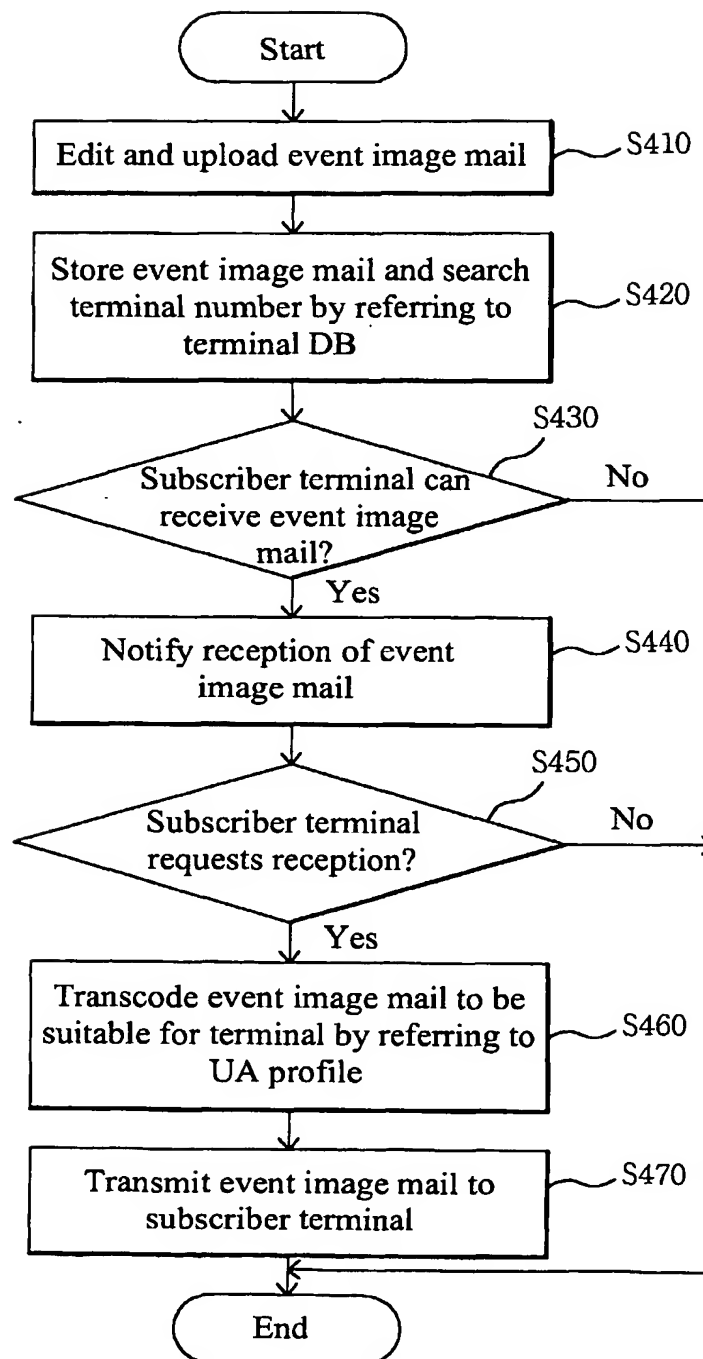 Start
Edit and upload event image mail
S410
Store event image mail and search
terminal number by referring to
terminal DB
S420
S430
Subscriber terminal can
receive event image
mail?
No
Yes
Notify reception of event
image mail
S440
S450
Subscriber terminal
requests reception?
No
Yes
Transcode event image mail to be
suitable for terminal by referring to
UA profile
S460
Transmit event image mail to
subscriber terminal
S470
End